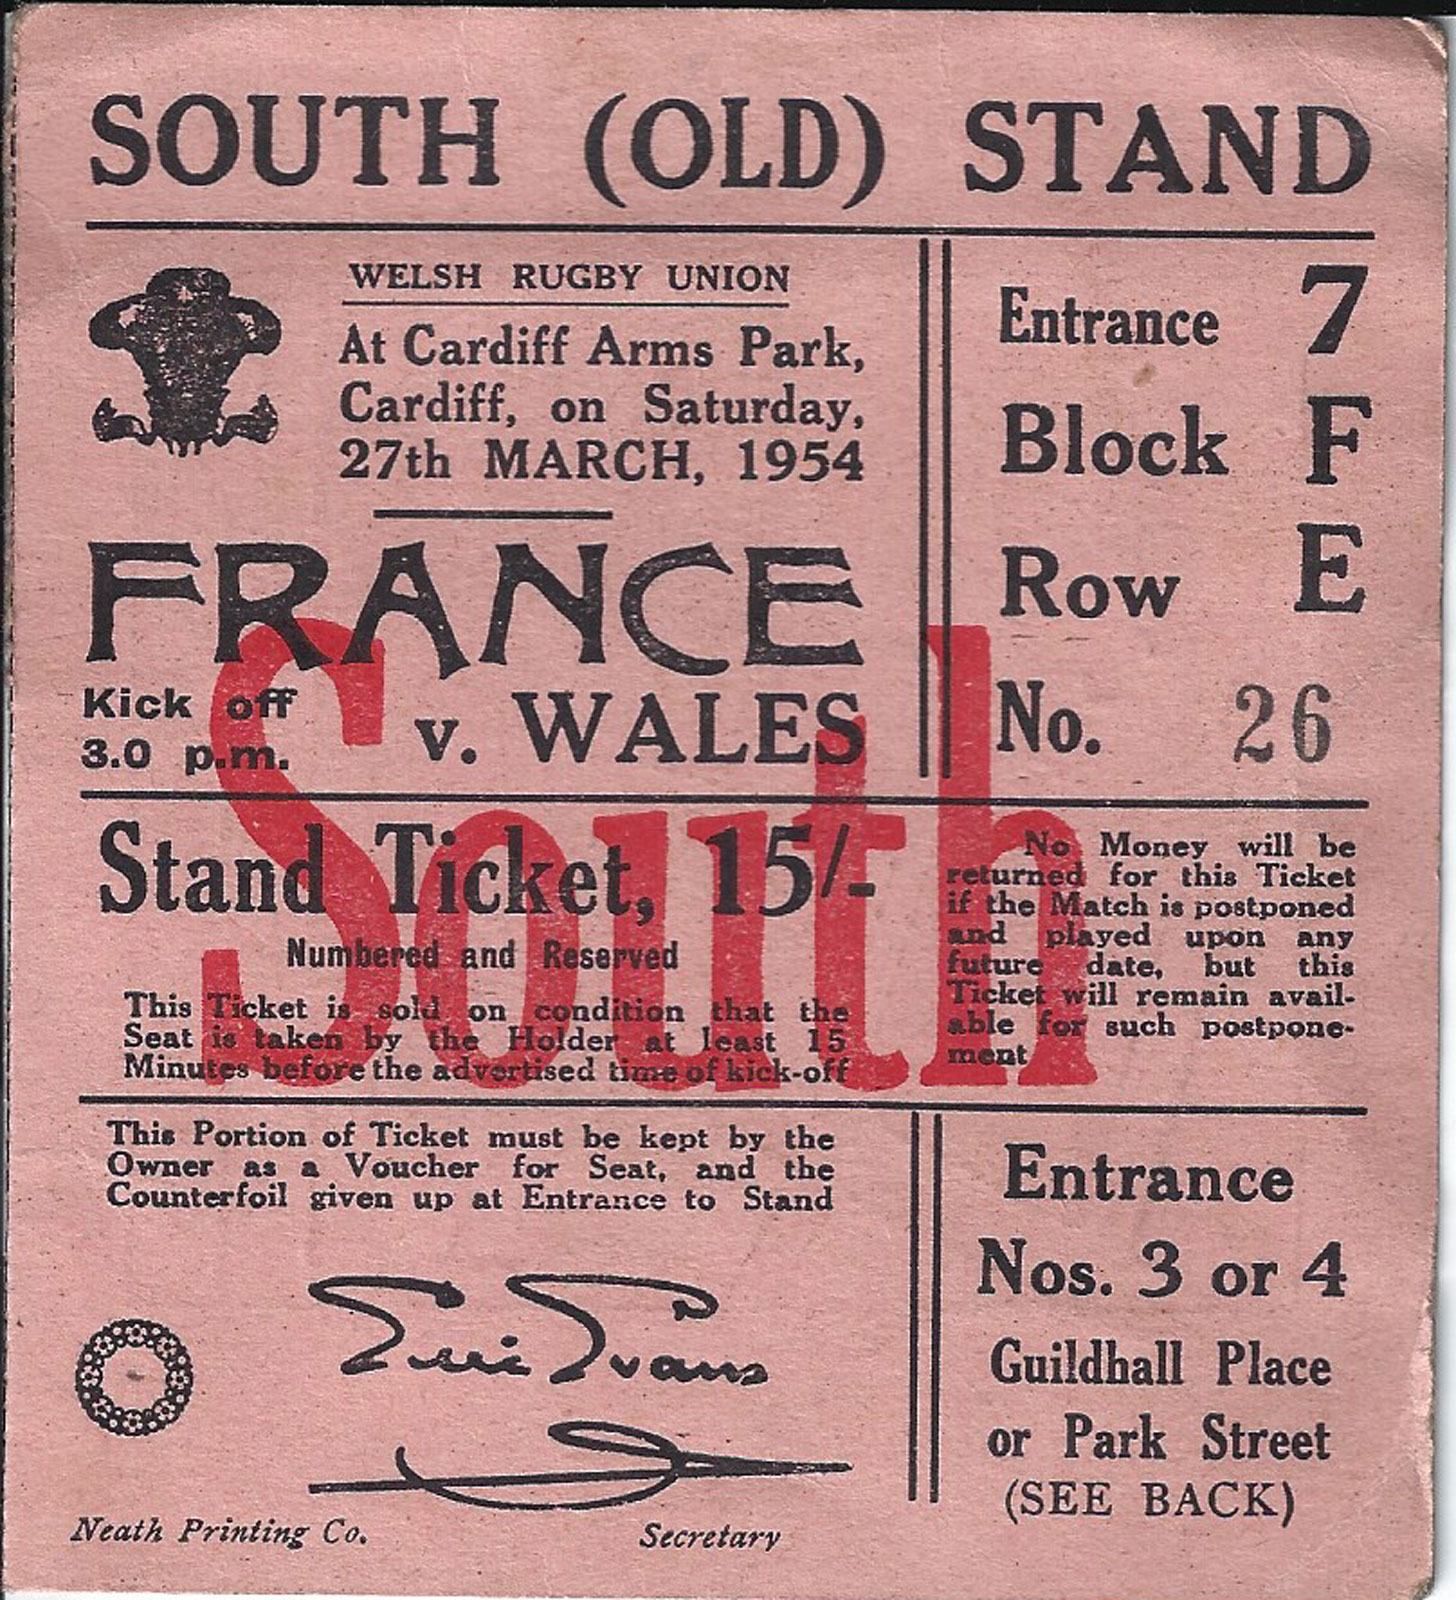 SOUTH (OLD) STAND
WELSH RUGBY UNION
At Cardiff Arms Park,
Cardiff, on Saturday,
27th MARCH, 1954
FRANCE
Kick off
3.0 p.m.
v. WALES
Entrance 7
Block F
Row E
No. 26
South
Stand Ticket, 15/-
Numbered and Reserved
This Ticket is sold on condition that the
Seat is taken by the Holder at least 15
Minutes before the advertised time of kick-off
No Money will be
returned for this Ticket
if the Match is postponed
and played upon any
future date, but this
Ticket will remain avail-
able for such postpone-
ment
This Portion of Ticket must be kept by the
Owner as a Voucher for Seat, and the
Counterfoil given up at Entrance to Stand
Eric Evans
Secretary
Neath Printing Co.
Entrance
Nos. 3 or 4
Guildhall Place
or Park Street
(SEE BACK)